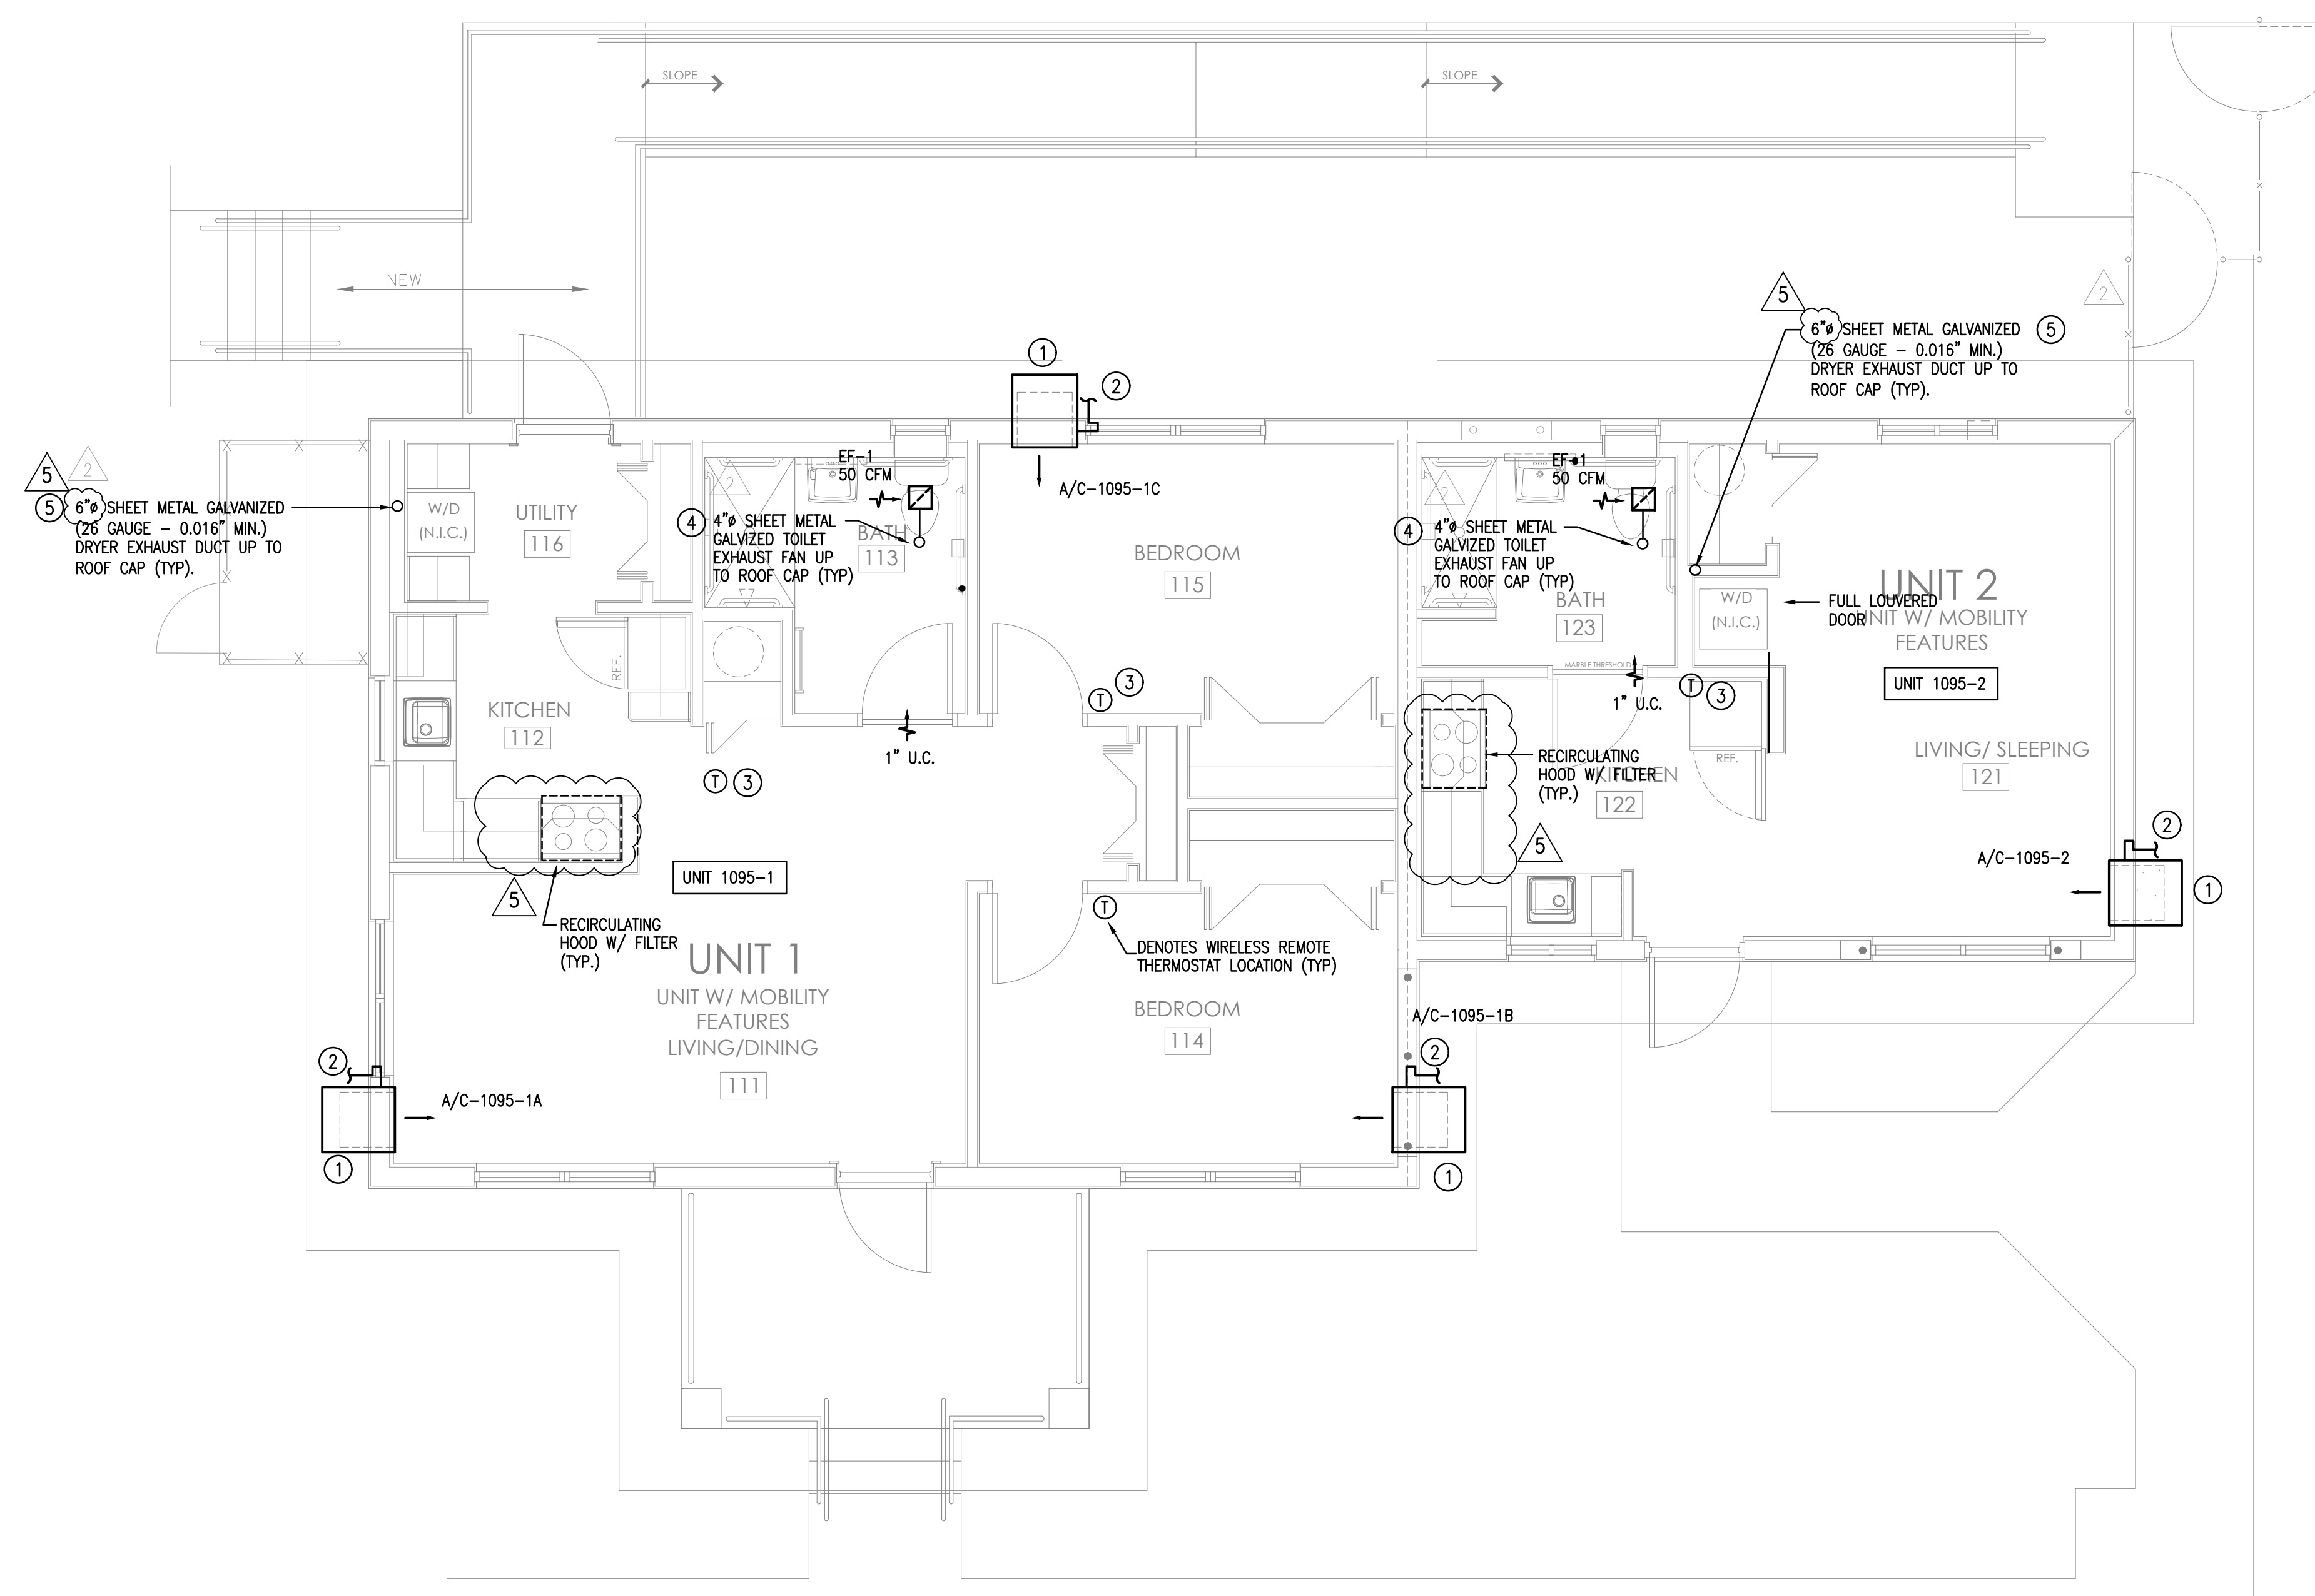 SLOPE
SLOPE
NEW
2
5
6"ø SHEET METAL GALVANIZED
(26 GAUGE – 0.016" MIN.)
DRYER EXHAUST DUCT UP TO
ROOF CAP (TYP).
5
1
2
A/C-1095-1C
5
2
5
6"ø SHEET METAL GALVANIZED
(26 GAUGE – 0.016" MIN.)
DRYER EXHAUST DUCT UP TO
ROOF CAP (TYP).
W/D
(N.I.C.)
UTILITY
116
2
EF-1
50 CFM
4
4"ø SHEET METAL
GALVIZED TOILET
EXHAUST FAN UP
TO ROOF CAP (TYP)
BATH
113
BEDROOM
115
2
EF-1
50 CFM
4
4"ø SHEET METAL
GALVIZED TOILET
EXHAUST FAN UP
TO ROOF CAP (TYP)
BATH
123
MARBLE THRESHOLD
1" U.C.
W/D
(N.I.C.)
FULL LOUVERED
DOOR
UNIT 2
UNIT W/ MOBILITY
FEATURES
UNIT 1095-2
T
3
REF.
KITCHEN
112
T
3
1" U.C.
T
3
RECIRCULATING
HOOD W/ FILTER
(TYP.)
KITCHEN
122
REF.
LIVING/ SLEEPING
121
5
A/C-1095-2
2
1
5
RECIRCULATING
HOOD W/ FILTER
(TYP.)
UNIT 1095-1
UNIT 1
UNIT W/ MOBILITY
FEATURES
LIVING/DINING
111
T
DENOTES WIRELESS REMOTE
THERMOSTAT LOCATION (TYP)
BEDROOM
114
A/C-1095-1B
2
1
2
A/C-1095-1A
1